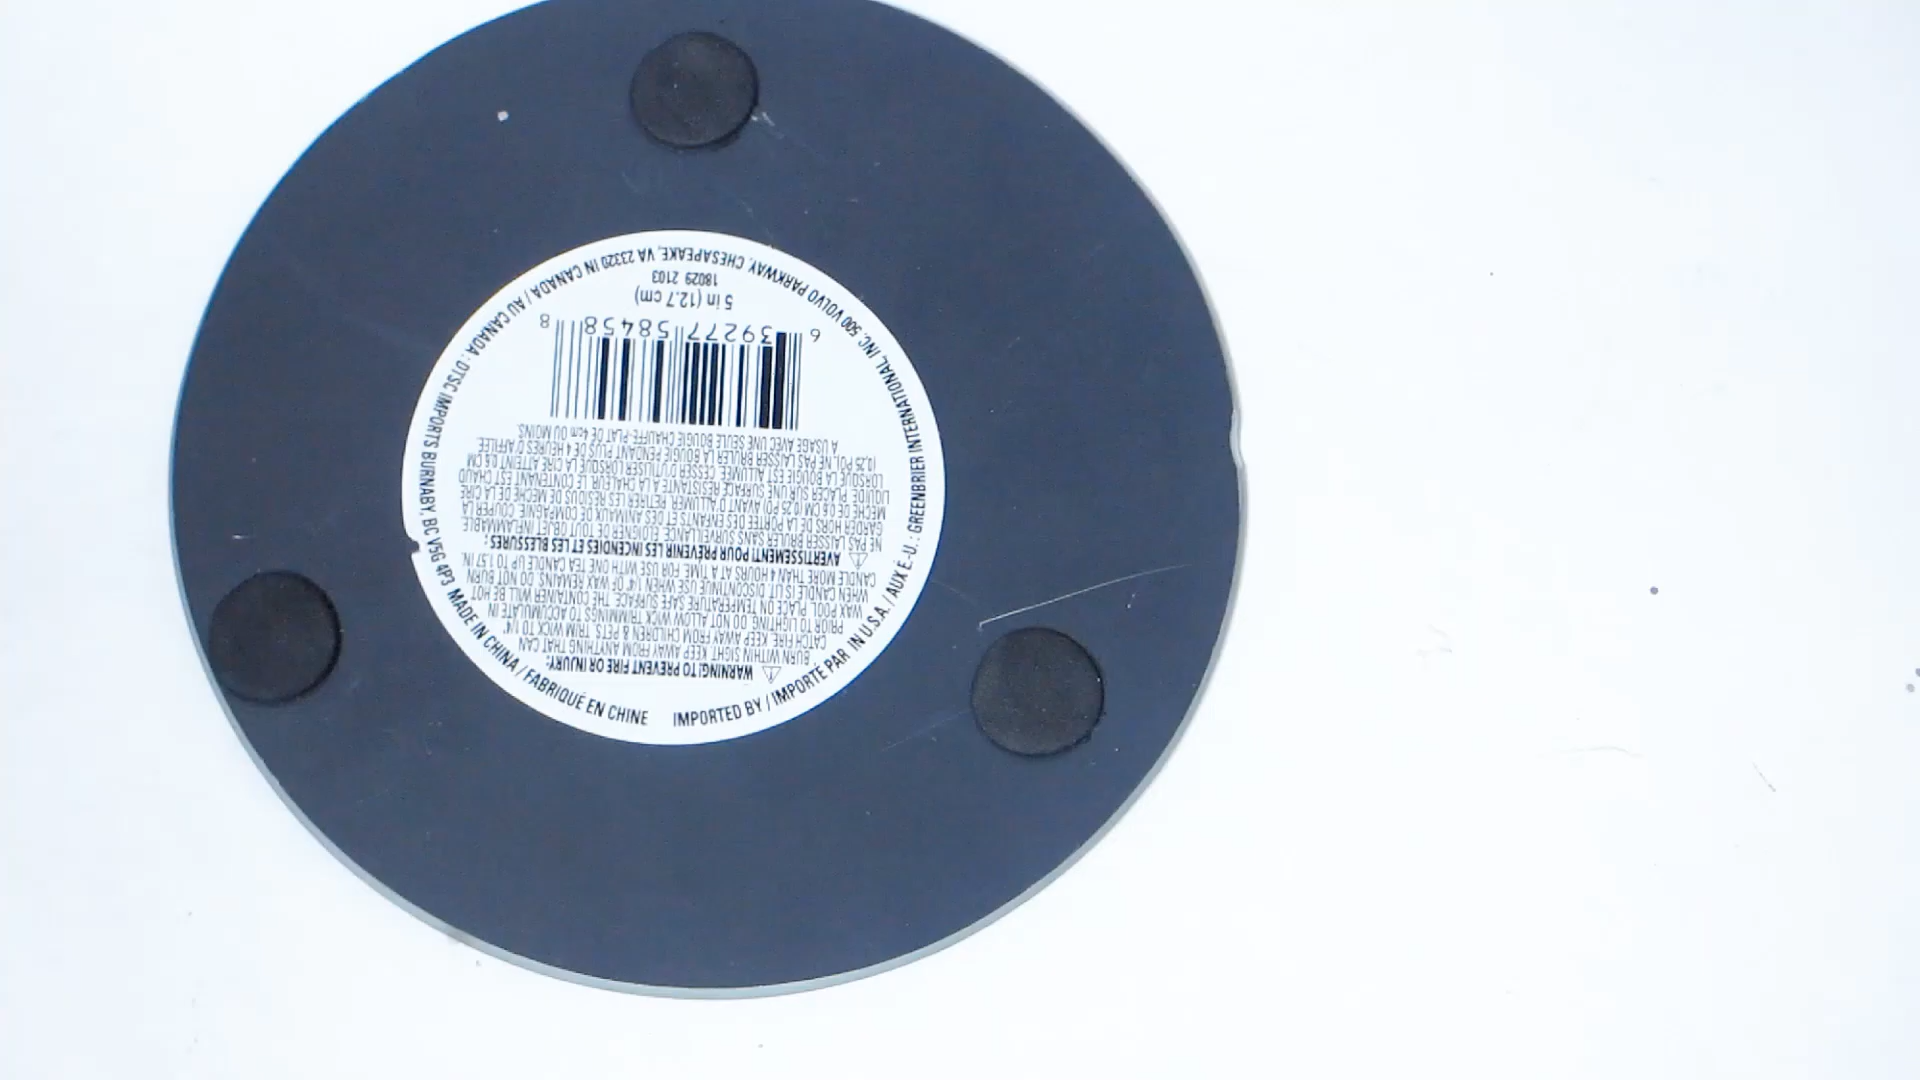 ⚠ WARNING! TO PREVENT FIRE OR INJURY:
BURN WITHIN SIGHT. KEEP AWAY FROM ANYTHING THAT CAN
CATCH FIRE. KEEP AWAY FROM CHILDREN & PETS. TRIM WICK TO 1/4"
PRIOR TO LIGHTING. DO NOT ALLOW WICK TRIMMINGS TO ACCUMULATE IN
WAX POOL. PLACE ON TEMPERATURE SAFE SURFACE. THE CONTAINER WILL BE HOT
WHEN CANDLE IS LIT. DISCONTINUE USE WHEN 1/4" OF WAX REMAINS. DO NOT BURN
CANDLE MORE THAN 4 HOURS AT A TIME. FOR USE WITH ONE TEA CANDLE UP TO 1.57 IN.
⚠ AVERTISSEMENT! POUR PREVENIR LES INCENDIES ET LES BLESSURES :
NE PAS LAISSER BRULER SANS SURVEILLANCE. ELOIGNER DE TOUT OBJET INFLAMMABLE.
GARDER HORS DE LA PORTEE DES ENFANTS ET DES ANIMAUX DE COMPAGNIE. COUPER LA
MECHE DE 0.6 CM (0.25 PO) AVANT D'ALLUMER. RETIRER LES RESIDUS DE MECHE DE LA CIRE
LIQUIDE. PLACER SUR UNE SURFACE RESISTANTE A LA CHALEUR. LE CONTENANT EST CHAUD
LORSQUE LA BOUGIE EST ALLUMEE. CESSER D'UTILISER LORSQUE LA CIRE ATTEINT 0.6 CM
(0.25 PO). NE PAS LAISSER BRULER LA BOUGIE PENDANT PLUS DE 4 HEURES D'AFFILEE.
A USAGE AVEC UNE SEULE BOUGIE CHAUFFE-PLAT DE 4cm OU MOINS.
6 39277 58458 8
5 in (12.7 cm)
18029 2103
IMPORTED BY / IMPORTÉ PAR IN U.S.A. / AUX É.-U. : GREENBRIER INTERNATIONAL, INC. 500 VOLVO PARKWAY, CHESAPEAKE, VA 23320 IN CANADA / AU CANADA : DTSC IMPORTS BURNABY, BC V5G 4P3 MADE IN CHINA / FABRIQUÉ EN CHINE